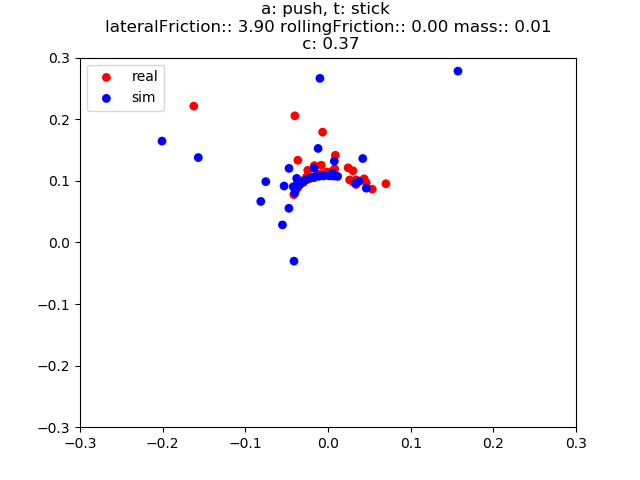 a: push, t: stick
lateralFriction:: 3.90 rollingFriction:: 0.00 mass:: 0.01
c: 0.37
real
sim
0.3
0.2
0.1
0.0
−0.1
−0.2
−0.3
−0.3
−0.2
−0.1
0.0
0.1
0.2
0.3